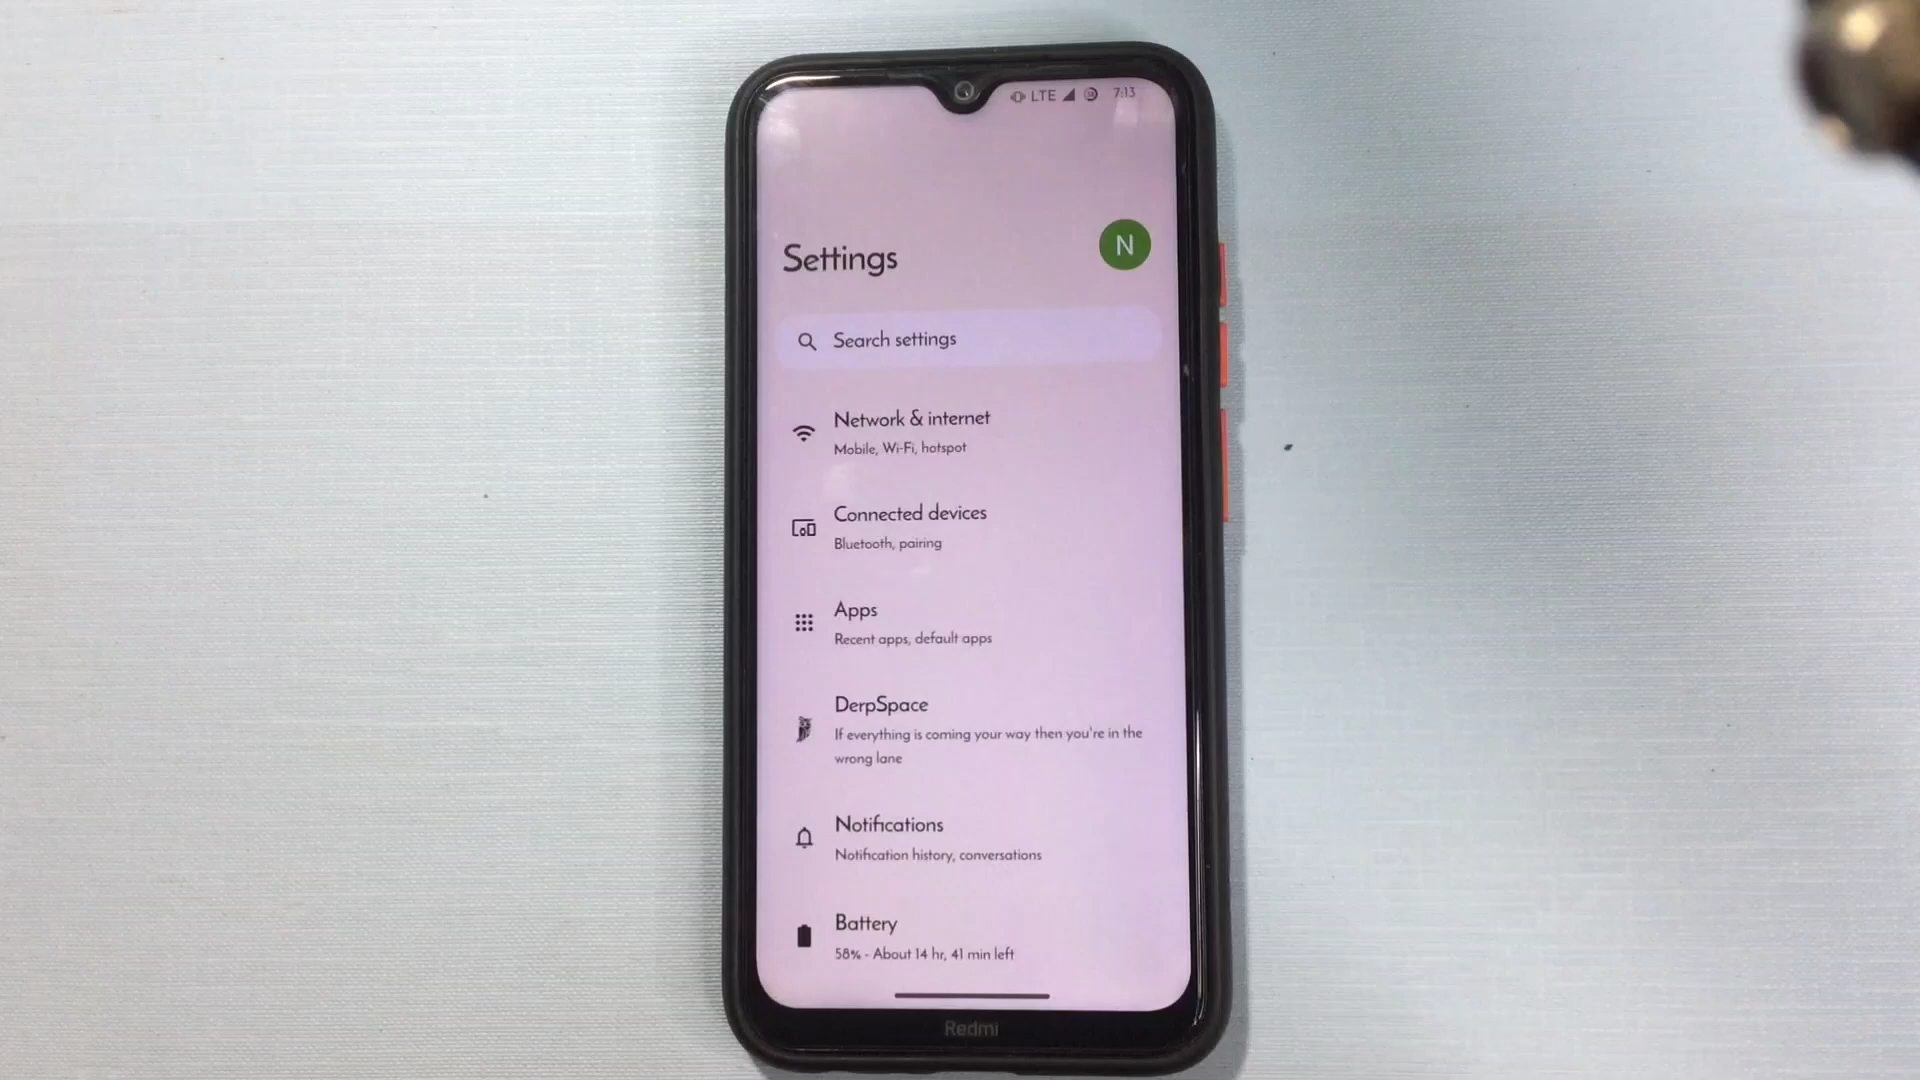 LTE 7:13
Settings
N
Search settings
Network & internet
Mobile, Wi-Fi, hotspot
Connected devices
Bluetooth, pairing
Apps
Recent apps, default apps
DerpSpace
If everything is coming your way then you're in the
wrong lane
Notifications
Notification history, conversations
Battery
58% - About 14 hr, 41 min left
Redmi